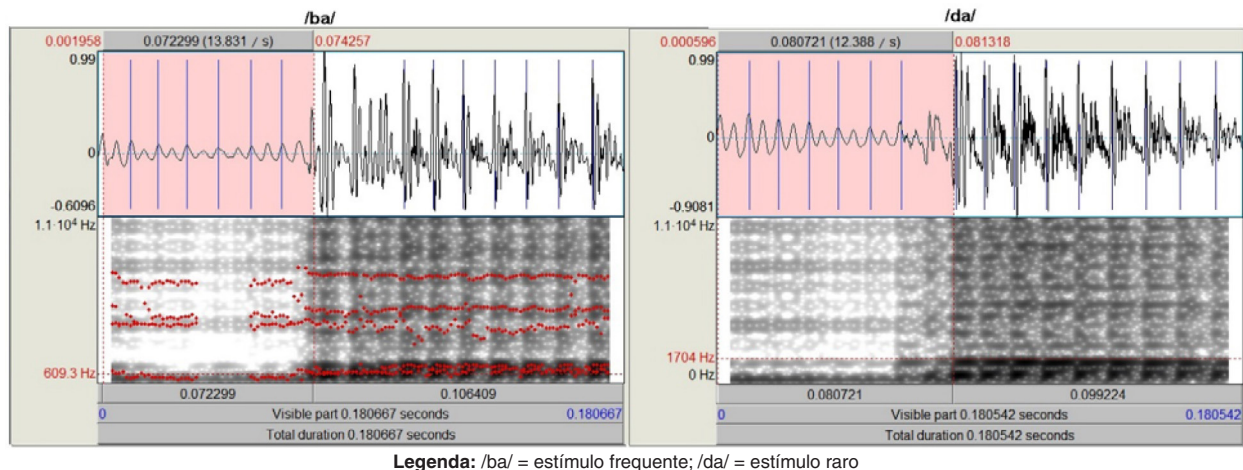 /ba/
0.001958 0.072299 (13.831 / s) 0.074257
0.99
0
-0.6096
1.1·10⁴ Hz
609.3 Hz
0.072299 0.106409
0 Visible part 0.180667 seconds 0.180667
Total duration 0.180667 seconds
/da/
0.000596 0.080721 (12.388 / s) 0.081318
0.99
0
-0.9081
1.1·10⁴ Hz
1704 Hz
0 Hz
0.080721 0.099224
0 Visible part 0.180542 seconds 0.180542
Total duration 0.180542 seconds
Legenda: /ba/ = estímulo frequente; /da/ = estímulo raro